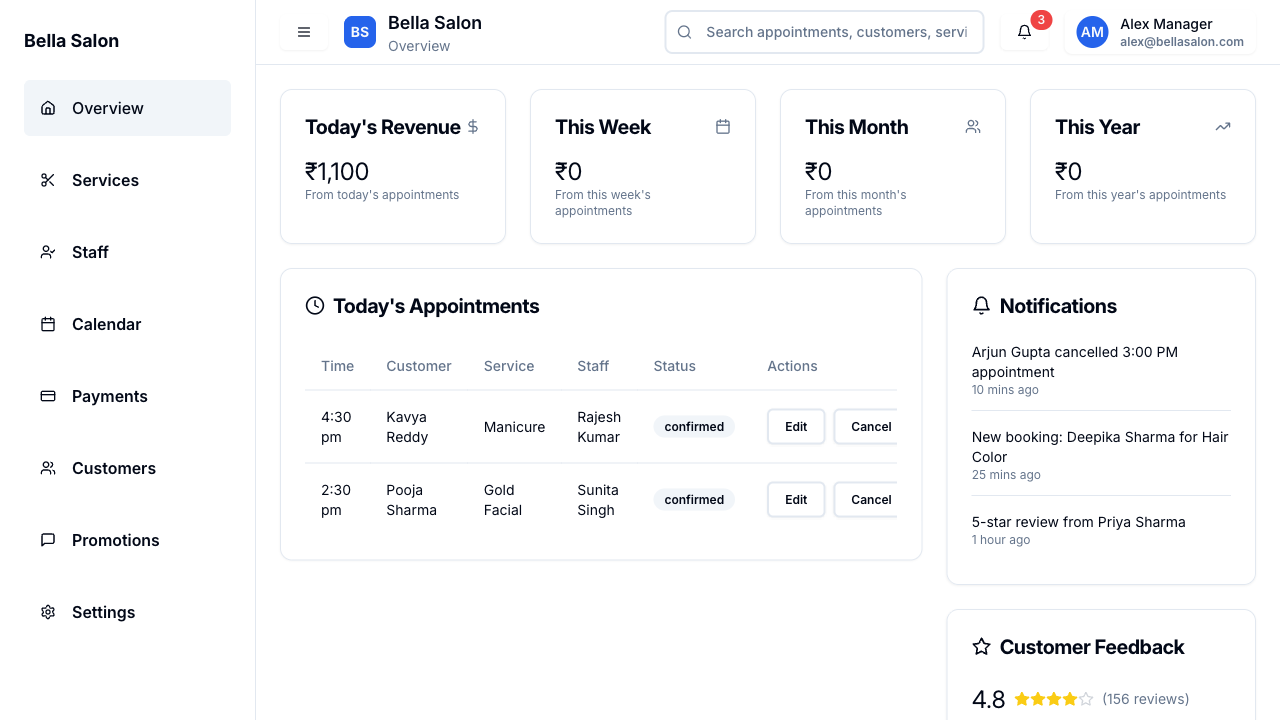 Bella Salon
Overview
Services
Staff
Calendar
Payments
Customers
Promotions
Settings
BS
Bella Salon
Overview
Search appointments, customers, servi
3
AM
Alex Manager
alex@bellasalon.com
Today's Revenue
₹1,100
From today's appointments
This Week
₹0
From this week's
appointments
This Month
₹0
From this month's
appointments
This Year
₹0
From this year's appointments
Today's Appointments
Time Customer Service Staff Status Actions
4:30 pm Kavya Reddy Manicure Rajesh Kumar confirmed Edit Cancel
2:30 pm Pooja Sharma Gold Facial Sunita Singh confirmed Edit Cancel
Notifications
Arjun Gupta cancelled 3:00 PM
appointment
10 mins ago
New booking: Deepika Sharma for Hair
Color
25 mins ago
5-star review from Priya Sharma
1 hour ago
Customer Feedback
4.8 (156 reviews)